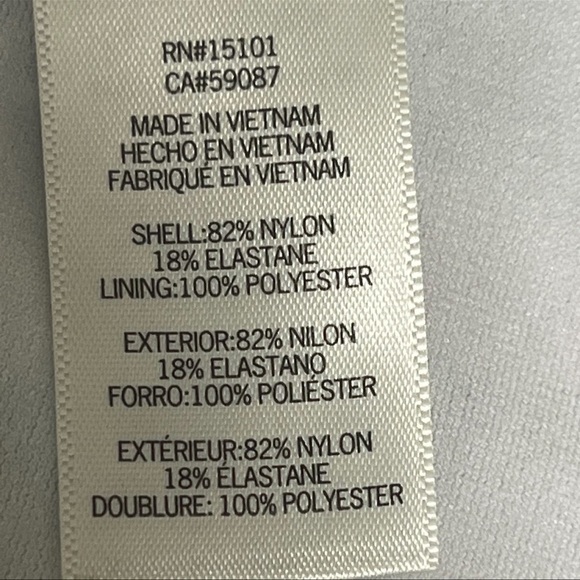 RN#15101
CA#59087
MADE IN VIETNAM
HECHO EN VIETNAM
FABRIQUÉ EN VIETNAM
SHELL:82% NYLON
18% ELASTANE
LINING:100% POLYESTER
EXTERIOR:82% NILON
18% ELASTANO
FORRO:100% POLIÉSTER
EXTÉRIEUR:82% NYLON
18% ÉLASTANE
DOUBLURE: 100% POLYESTER